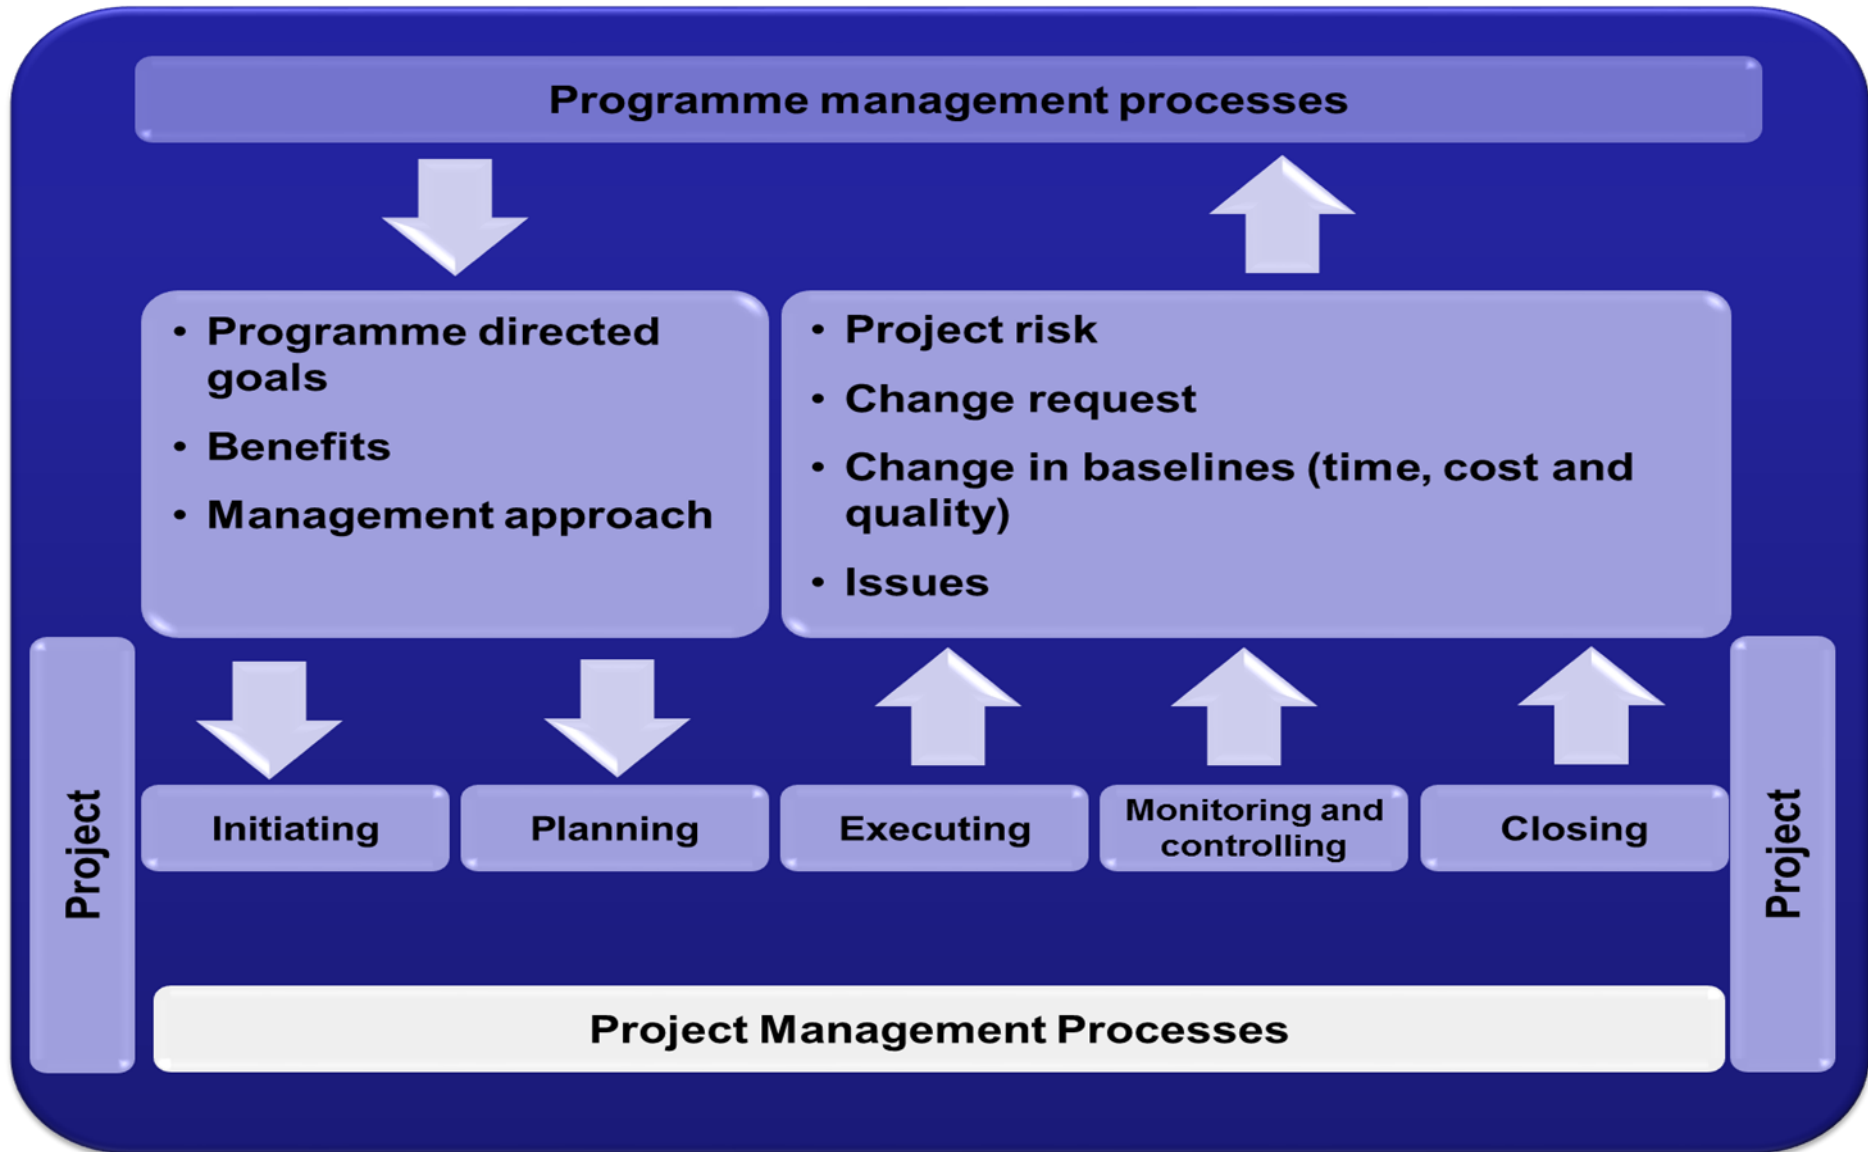 Programme management processes
• Programme directed
goals
• Benefits
• Management approach
• Project risk
• Change request
• Change in baselines (time, cost and
quality)
• Issues
Project
Initiating
Planning
Executing
Monitoring and
controlling
Closing
Project
Project Management Processes